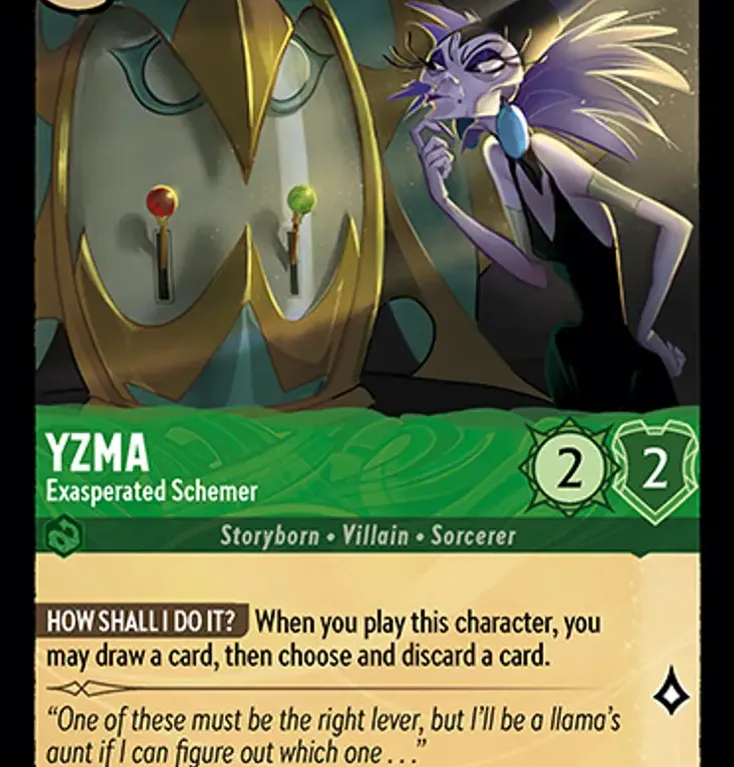 YZMA
Exasperated Schemer
2 2
Storyborn • Villain • Sorcerer
HOW SHALL I DO IT? When you play this character, you
may draw a card, then choose and discard a card.
“One of these must be the right lever, but I’ll be a llama’s
aunt if I can figure out which one . . .”